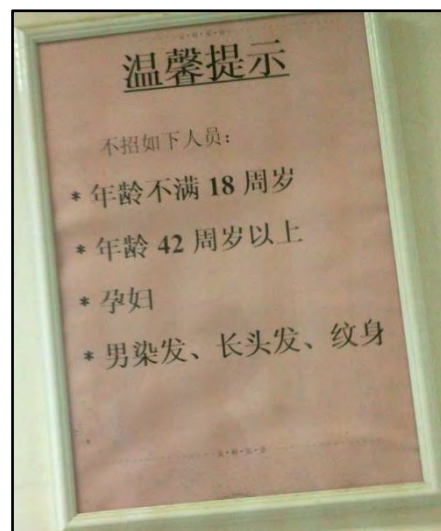 温馨提示
不招如下人员：
* 年龄不满 18 周岁
* 年龄 42 周岁以上
* 孕妇
* 男染发、长头发、纹身